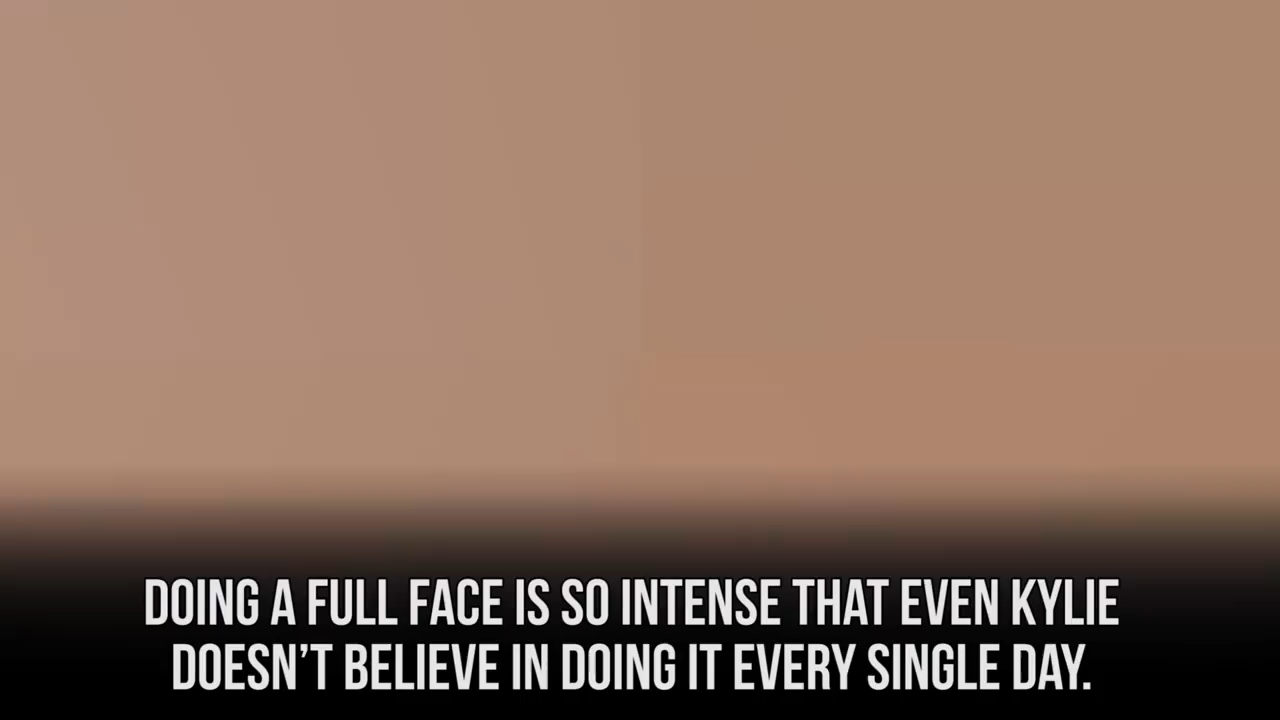 DOING A FULL FACE IS SO INTENSE THAT EVEN KYLIE
DOESN’T BELIEVE IN DOING IT EVERY SINGLE DAY.